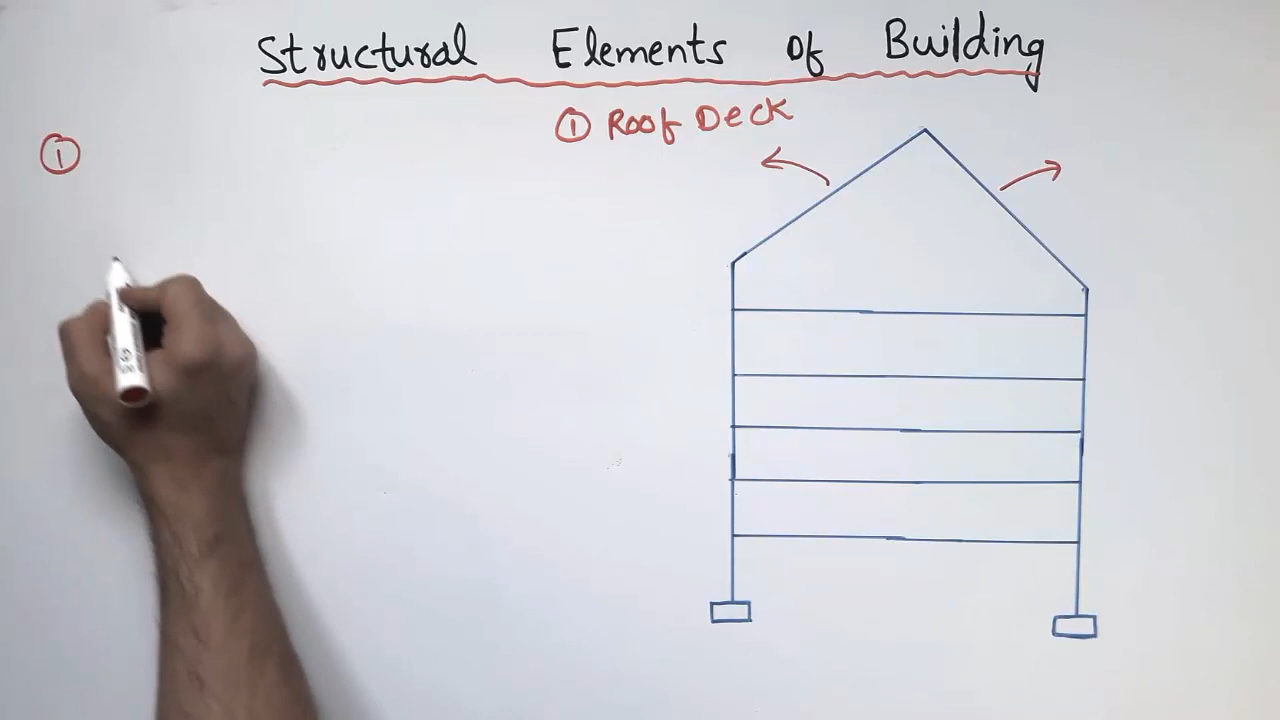 Structural Elements of Building
① Roof Deck
①